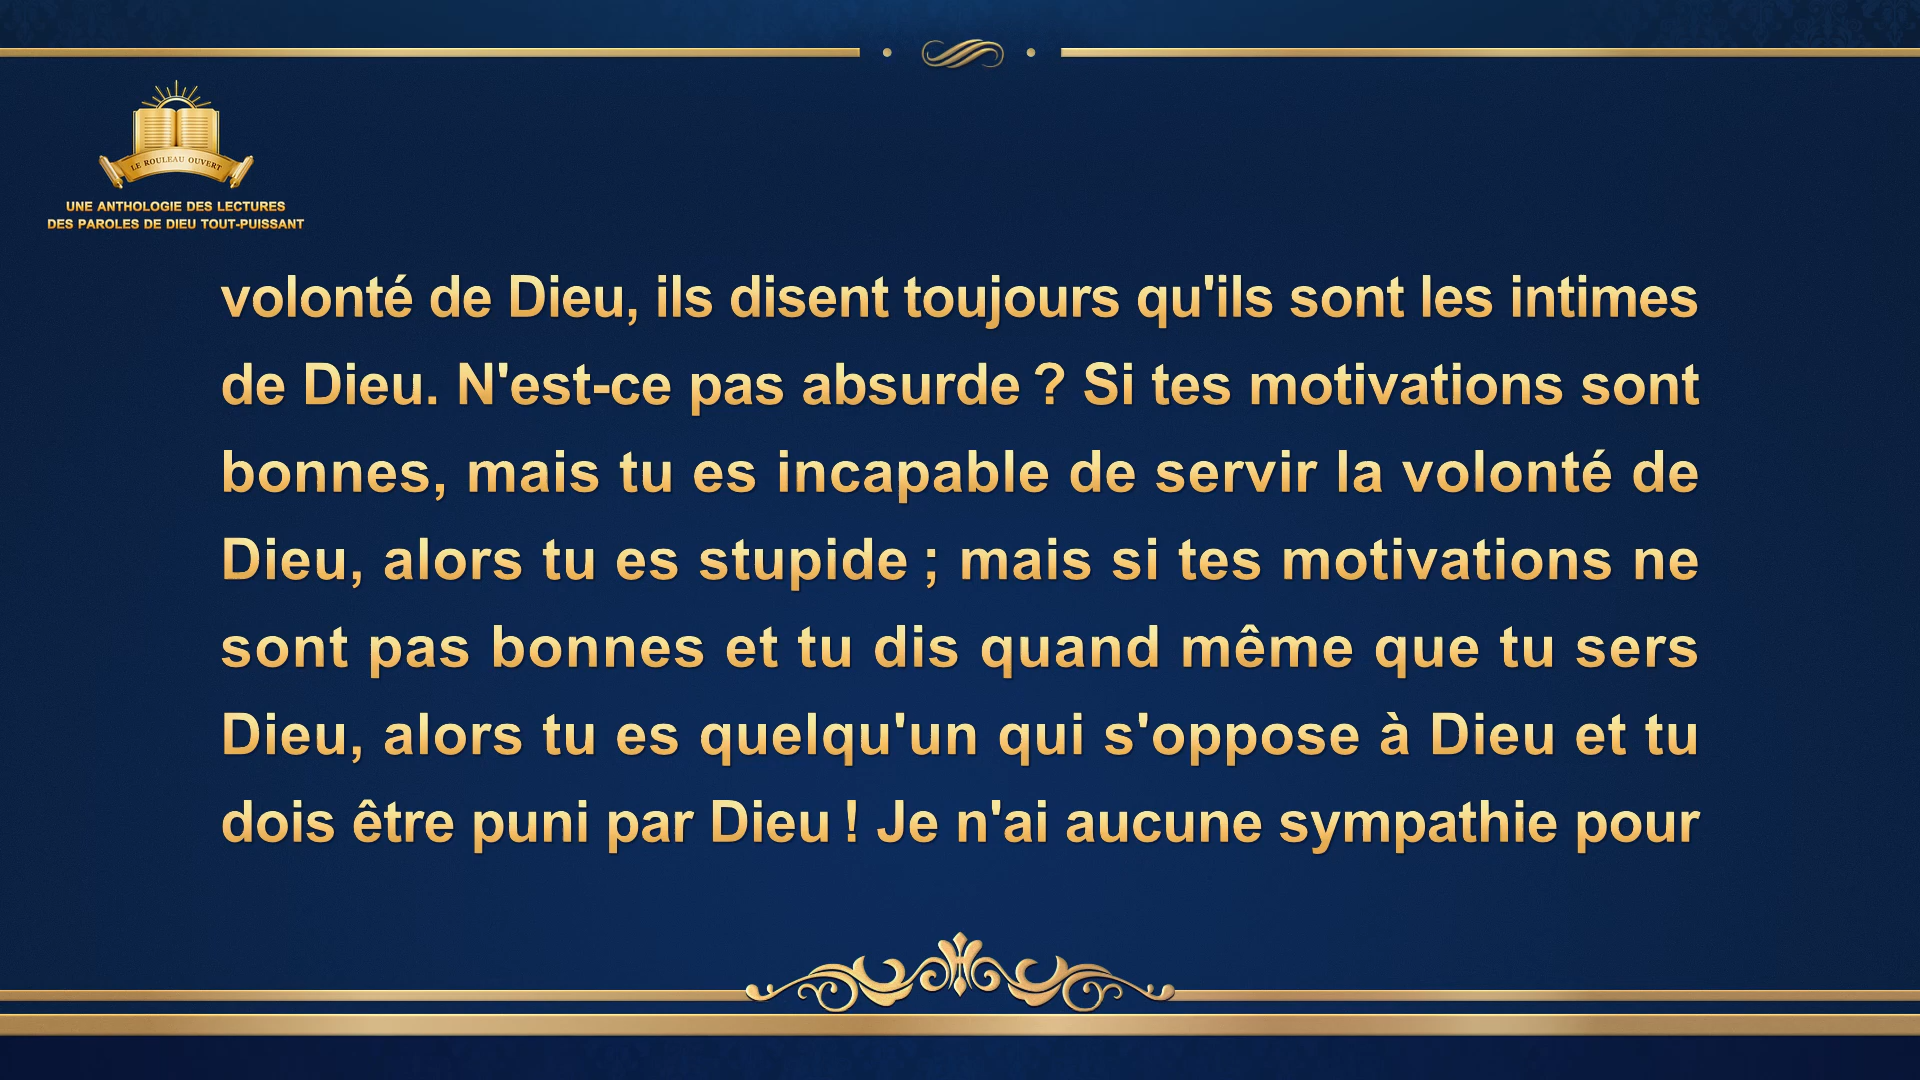 LE ROULEAU OUVERT
UNE ANTHOLOGIE DES LECTURES
DES PAROLES DE DIEU TOUT-PUISSANT
volonté de Dieu, ils disent toujours qu'ils sont les intimes
de Dieu. N'est-ce pas absurde ? Si tes motivations sont
bonnes, mais tu es incapable de servir la volonté de
Dieu, alors tu es stupide ; mais si tes motivations ne
sont pas bonnes et tu dis quand même que tu sers
Dieu, alors tu es quelqu'un qui s'oppose à Dieu et tu
dois être puni par Dieu ! Je n'ai aucune sympathie pour